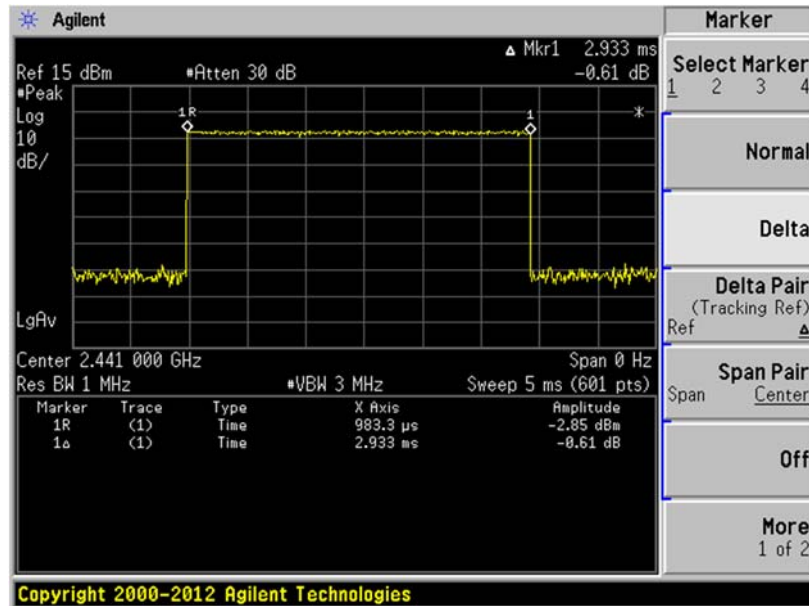 Agilent
Marker
Δ Mkr1 2.933 ms
Ref 15 dBm #Atten 30 dB -0.61 dB
#Peak
Log
10
dB/
1R
1
*
LgAv
Center 2.441 000 GHz Span 0 Hz
Res BW 1 MHz #VBW 3 MHz Sweep 5 ms (601 pts)
Marker Trace Type X Axis Amplitude
1R (1) Time 983.3 µs -2.85 dBm
1Δ (1) Time 2.933 ms -0.61 dB
Select Marker
1 2 3 4
Normal
Delta
Delta Pair
(Tracking Ref)
Ref Δ
Span Pair
Span Center
Off
More
1 of 2
Copyright 2000-2012 Agilent Technologies